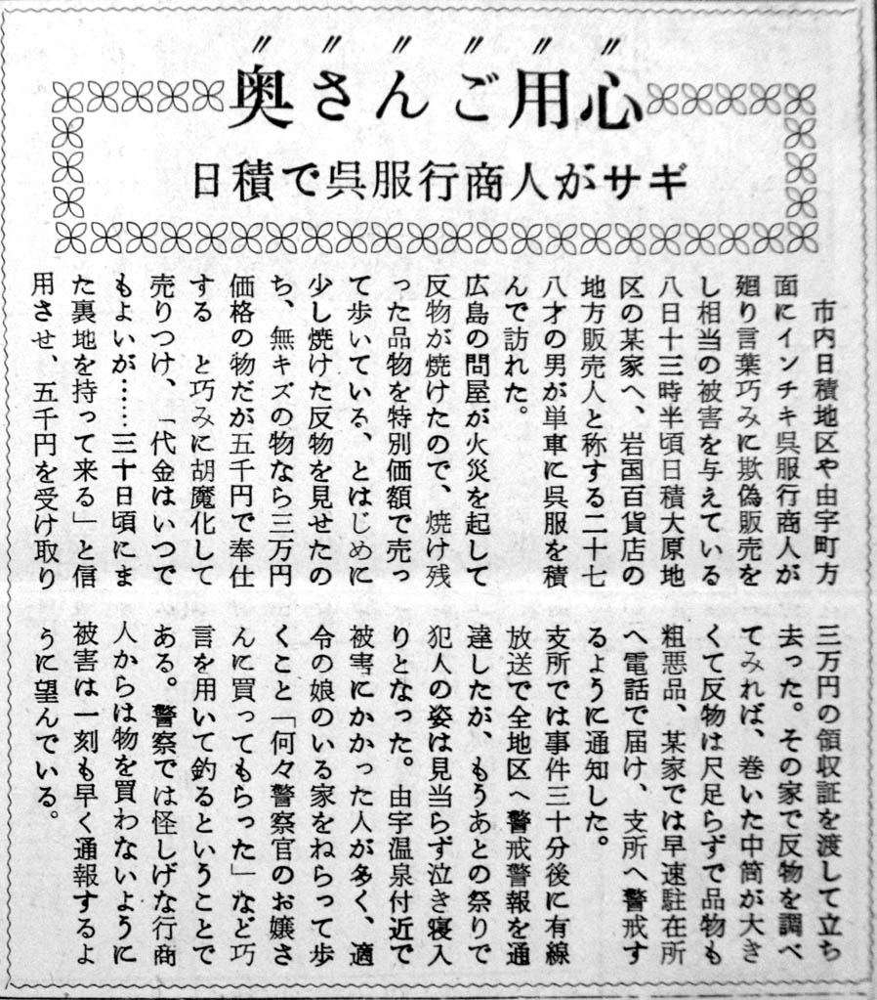 奥さんご用心
日積で呉服行商人がサギ
市内日積地区や由宇町方
面にインチキ呉服行商人が
廻り言葉巧みに欺偽販売を
し相当の被害を与えている
八日十三時半頃日積大原地
区の某家へ、岩国百貨店の
地方販売人と称する二十七
八才の男が単車に呉服を積
んで訪れた。
広島の問屋が火災を起して
反物が焼けたので、焼け残
った品物を特別価額で売っ
て歩いている、とはじめに
少し焼けた反物を見せたの
ち、無キズの物なら三万円
価格の物だが五千円で奉仕
する　と巧みに胡魔化して
売りつけ、「代金はいつで
もよいが……三十日頃にま
た裏地を持って来る」と信
用させ、五千円を受け取り
三万円の領収証を渡して立ち
去った。その家で反物を調べ
てみれば、巻いた中筒が大き
くて反物は尺足らずで品物も
粗悪品、某家では早速駐在所
へ電話で届け、支所へ警戒す
るように通知した。
支所では事件三十分後に有線
放送で全地区へ警戒警報を通
達したが、もうあとの祭りで
犯人の姿は見当らず泣き寝入
りとなった。由宇温泉付近で
被害にかかった人が多く、適
令の娘のいる家をねらって歩
くこと「何々警察官のお嬢さ
んに買ってもらった」など巧
言を用いて釣るということで
ある。警察では怪しげな行商
人からは物を買わないように
被害は一刻も早く通報するよ
うに望んでいる。